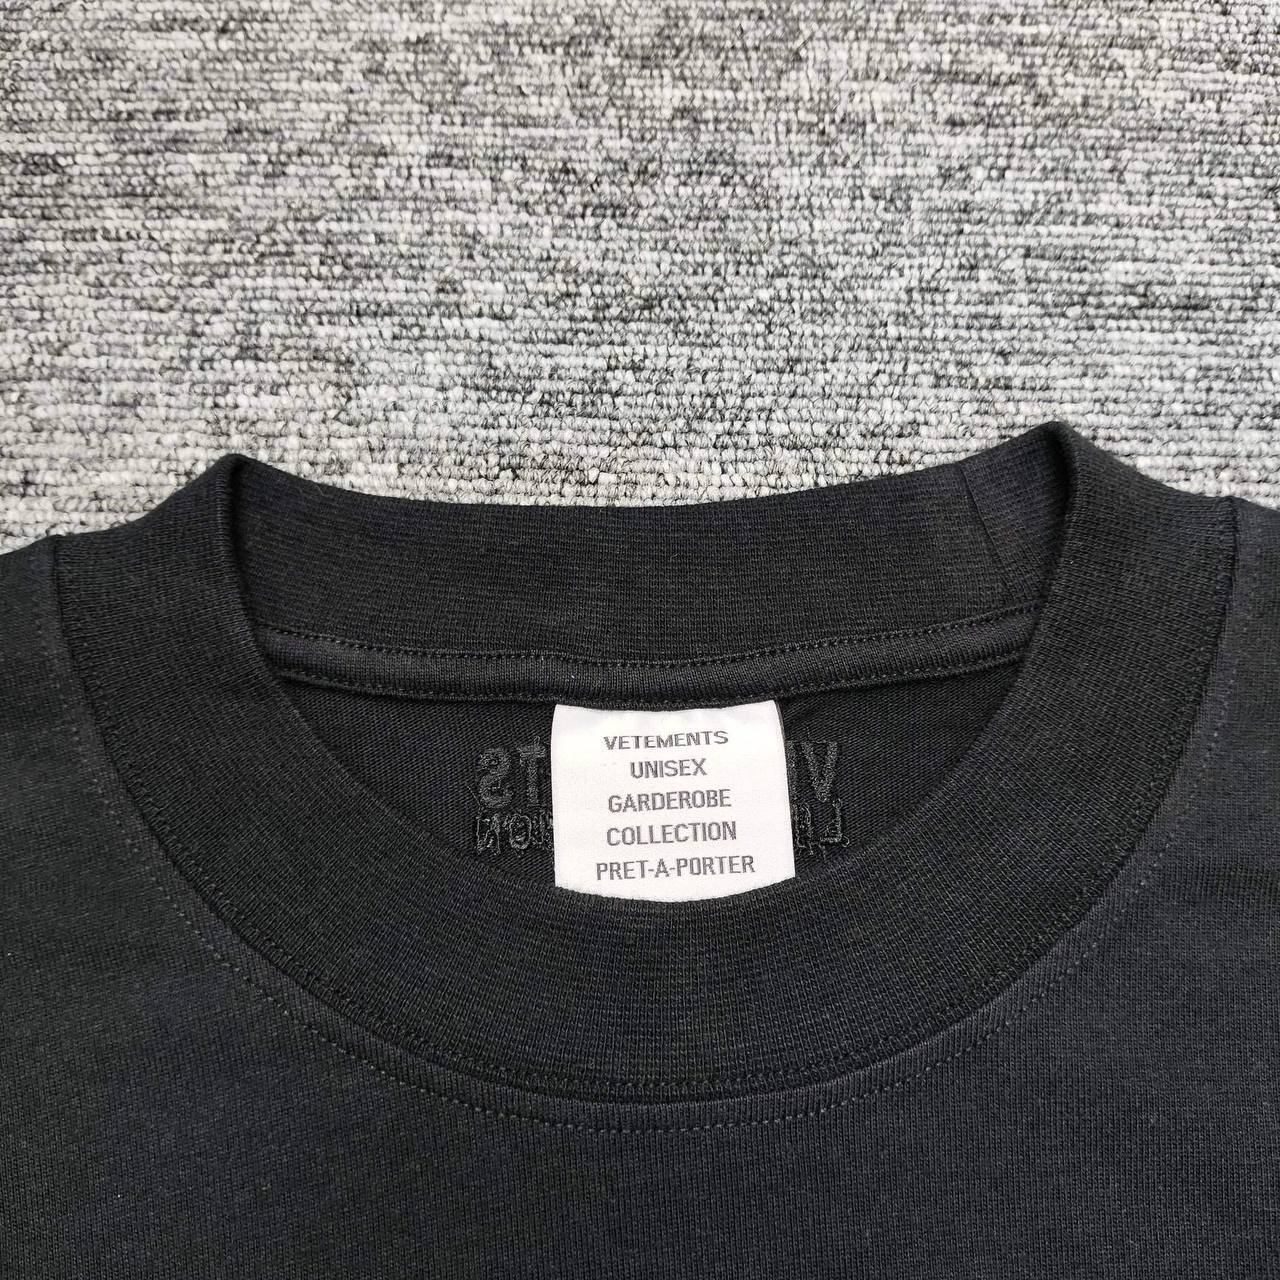 VETEMENTS
UNISEX
GARDEROBE
COLLECTION
PRET-A-PORTER